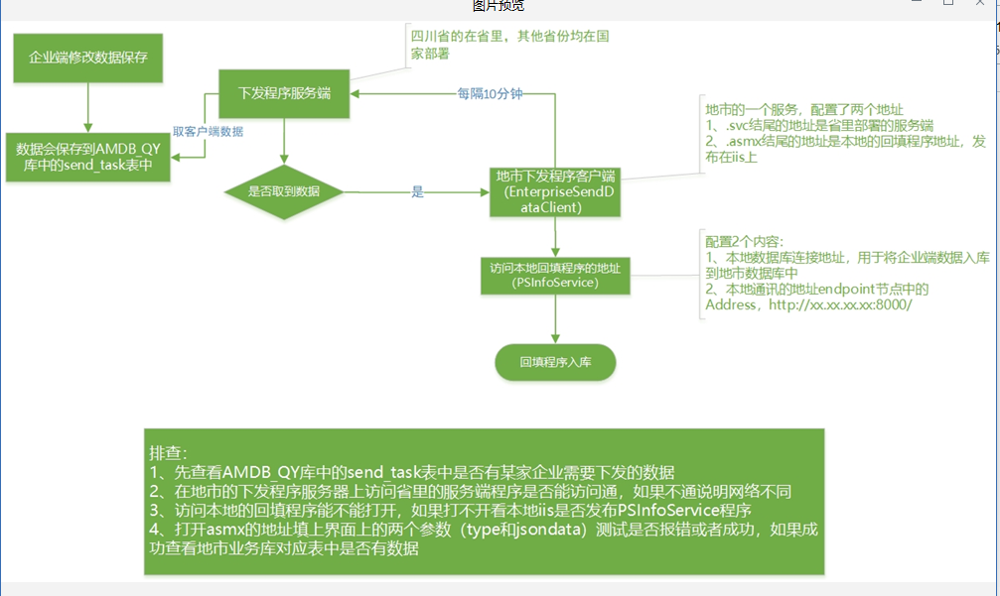 图片预览
四川省的在省里，其他省份均在国
家部署
企业端修改数据保存
下发程序服务端
每隔10分钟
取客户端数据
数据会保存到AMDB_QY
库中的send_task表中
地市的一个服务，配置了两个地址
1、.svc结尾的地址是省里部署的服务端
2、.asmx结尾的地址是本地的回填程序地址，发
布在iis上
是否取到数据
是
地市下发程序客户端
（EnterpriseSendD
ataClient）
配置2个内容：
1、本地数据库连接地址，用于将企业端数据入库
到地市数据库中
2、本地通讯的地址endpoint节点中的
Address，http://xx.xx.xx.xx:8000/
访问本地回填程序的地址
（PSInfoService）
回填程序入库
排查：
1、先查看AMDB_QY库中的send_task表中是否有某家企业需要下发的数据
2、在地市的下发程序服务器上访问省里的服务端程序是否能访问通，如果不通说明网络不同
3、访问本地的回填程序能不能打开，如果打不开看本地iis是否发布PSInfoService程序
4、打开asmx的地址填上界面上的两个参数（type和jsondata）测试是否报错或者成功，如果成
功查看地市业务库对应表中是否有数据